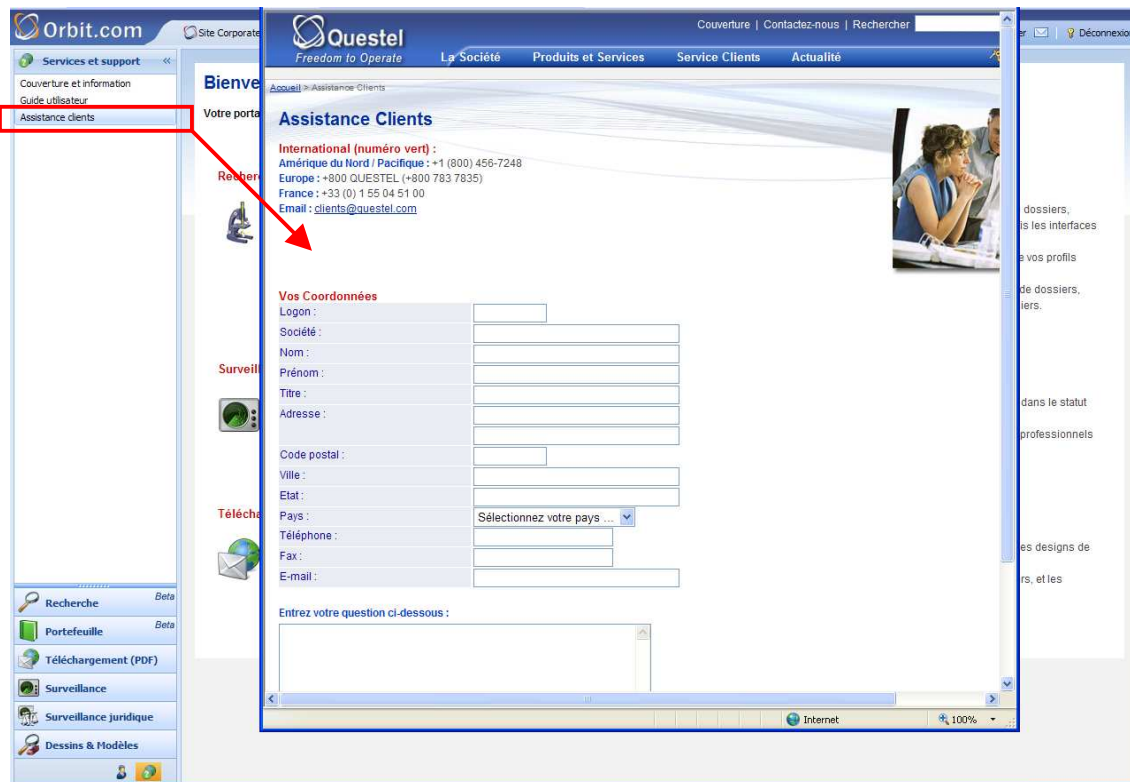 Orbit.com
Site Corporate
er
Déconnexion
Services et support «
Couverture et information
Guide utilisateur
Assistance clients
Bienve
Votre porta
Recher
Surveill
Télécha
Questel
Freedom to Operate
Couverture | Contactez-nous | Rechercher
La Société Produits et Services Service Clients Actualité
Accueil > Assistance Clients
Assistance Clients
International (numéro vert) :
Amérique du Nord / Pacifique : +1 (800) 456-7248
Europe : +800 QUESTEL (+800 783 7835)
France : +33 (0) 1 55 04 51 00
Email : clients@questel.com
Vos Coordonnées
Logon :
Société :
Nom :
Prénom :
Titre :
Adresse :
Code postal :
Ville :
Etat :
Pays : Sélectionnez votre pays ...
Téléphone :
Fax :
E-mail :
Entrez votre question ci-dessous :
Internet 100%
dossiers,
is les interfaces
e vos profils
de dossiers,
iers.
dans le statut
professionnels
es designs de
rs, et les
Recherche Beta
Portefeuille Beta
Téléchargement (PDF)
Surveillance
Surveillance juridique
Dessins & Modèles